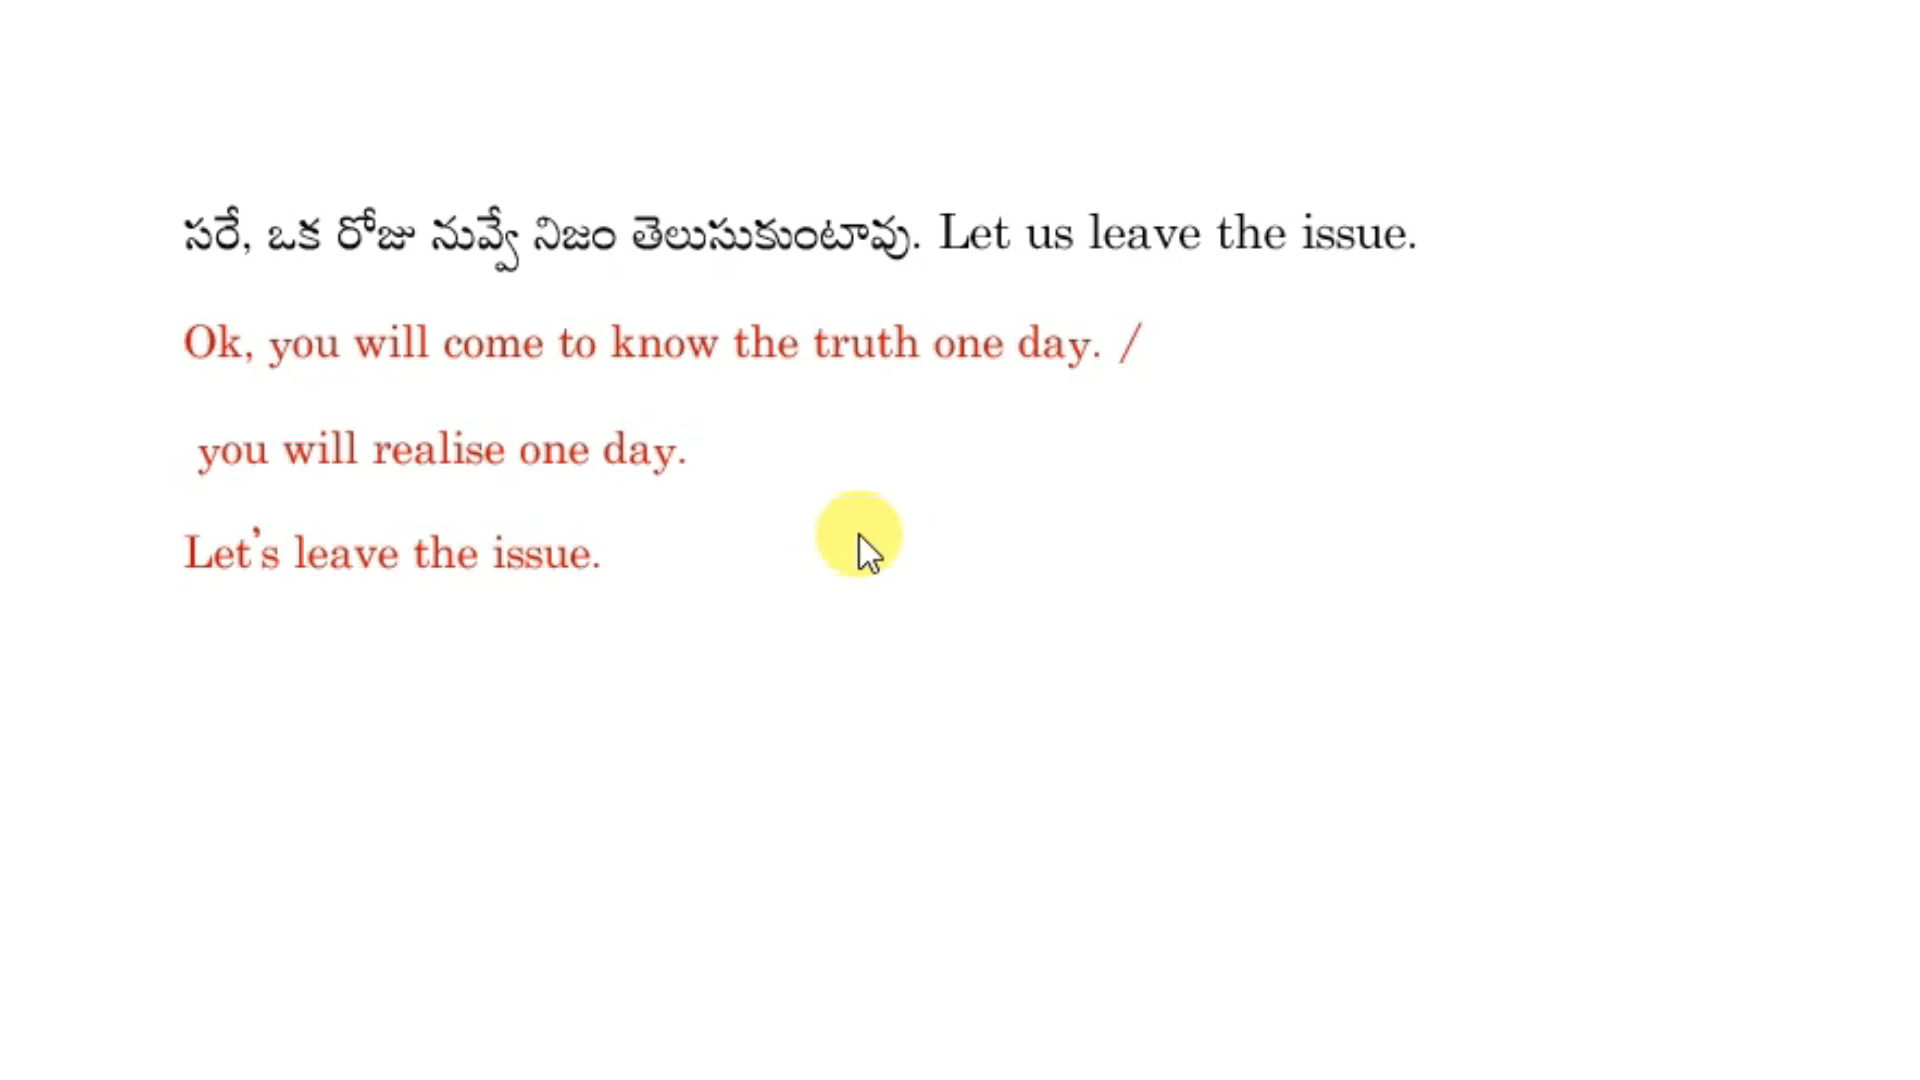 సరే, ఒక రోజు నువ్వే నిజం తెలుసుకుంటావు. Let us leave the issue.
Ok, you will come to know the truth one day. /
you will realise one day.
Let's leave the issue.